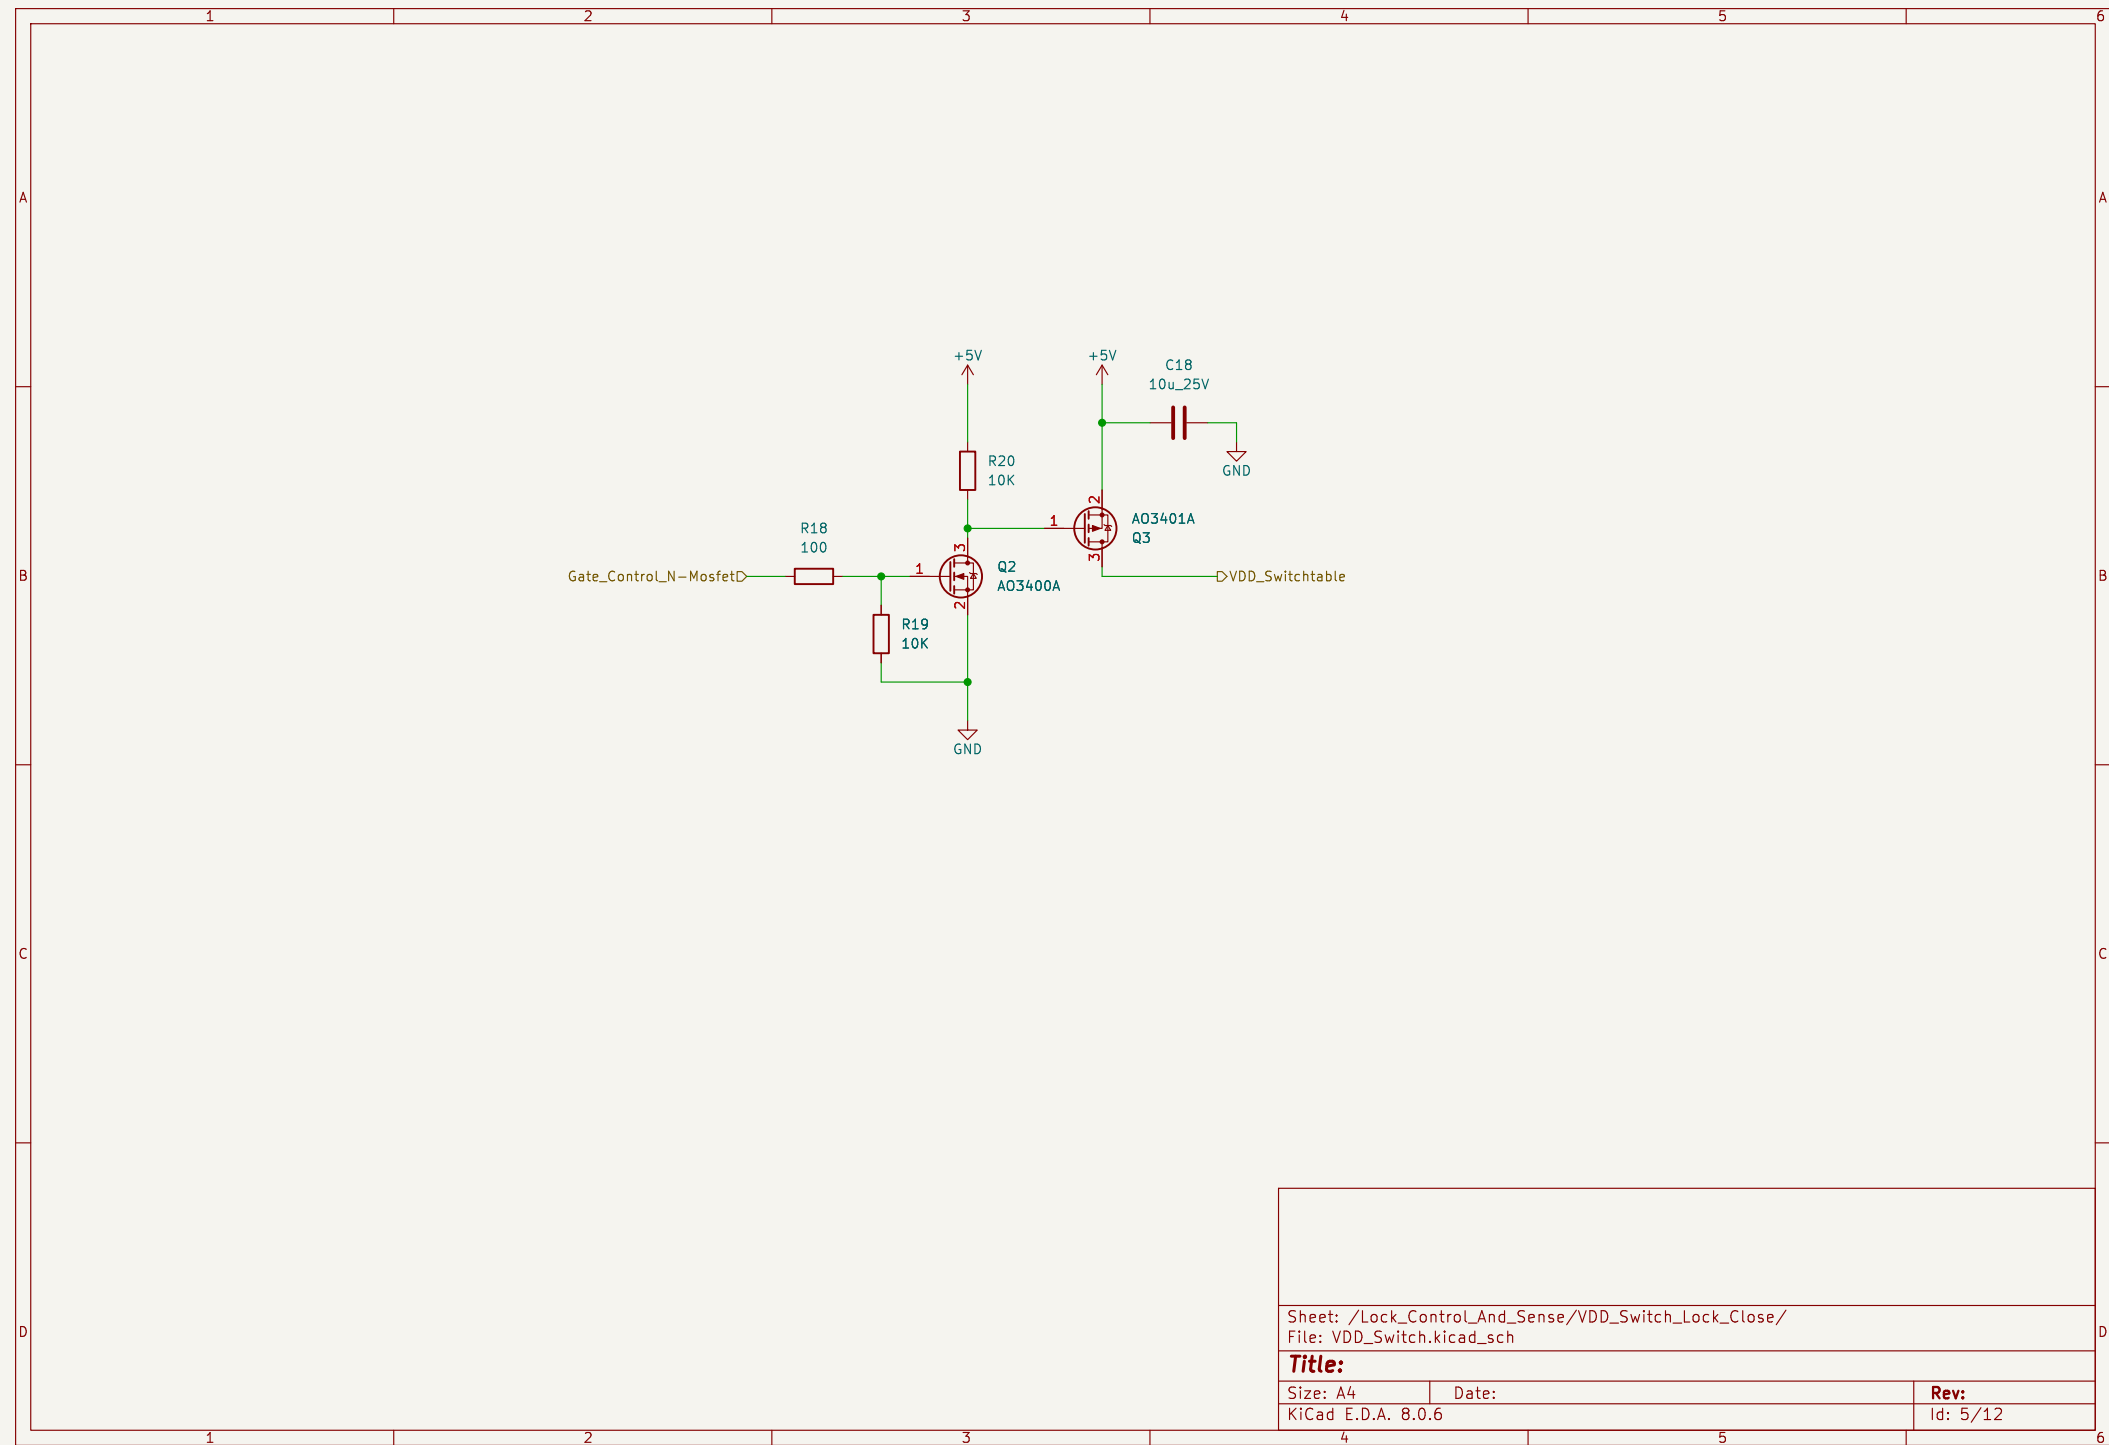 1 2 3 4 5 6
A A
+5V +5V
C18
10u_25V
R20
10K
GND
2
1
AO3401A
Q3
3
R18
100
3
B B
Gate_Control_N-Mosfet
1
Q2
AO3400A
2
VDD_Switchtable
R19
10K
GND
C C
Sheet: /Lock_Control_And_Sense/VDD_Switch_Lock_Close/
D D
File: VDD_Switch.kicad_sch
Title:
Size: A4 Date: Rev:
KiCad E.D.A. 8.0.6 Id: 5/12
1 2 3 4 5 6